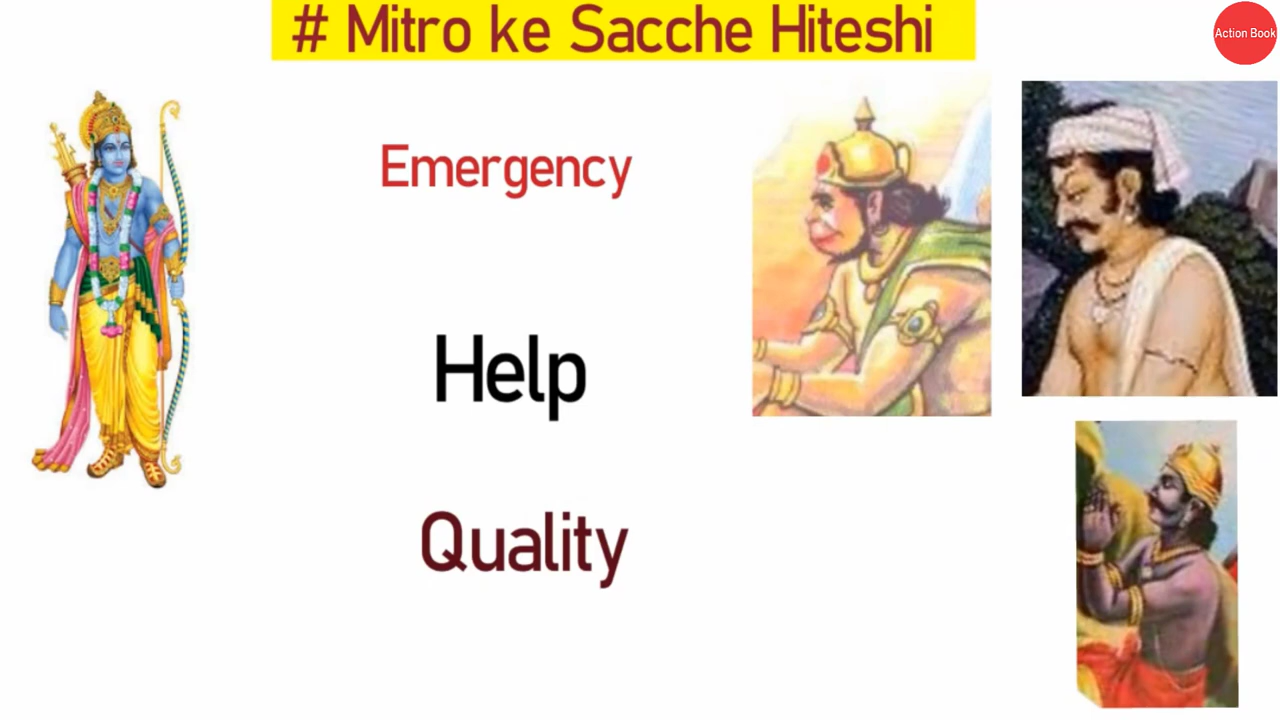 # Mitro ke Sacche Hiteshi
Action Book
Emergency
Help
Quality